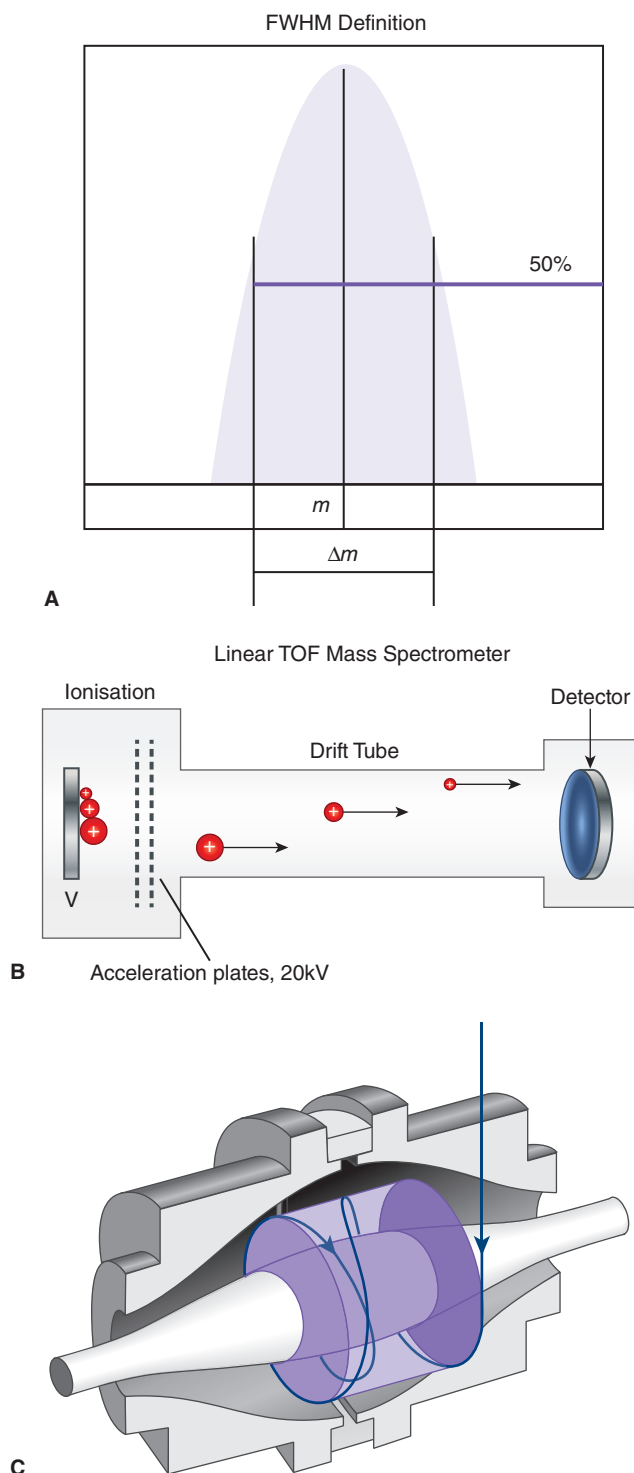 FWHM Definition
50%
m
Δm
A
Linear TOF Mass Spectrometer
Ionisation
Detector
Drift Tube
+
+
+
+
+
+
V
Acceleration plates, 20kV
B
C